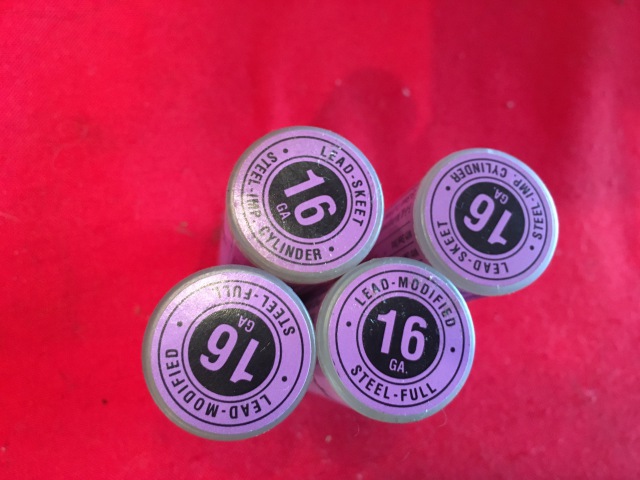 LEAD-SKEET
16
GA.
STEEL-IMP. CYLINDER
LEAD-SKEET
16
GA.
STEEL-IMP. CYLINDER
LEAD-MODIFIED
16
GA.
STEEL-FULL
LEAD-MODIFIED
16
GA.
STEEL-FULL